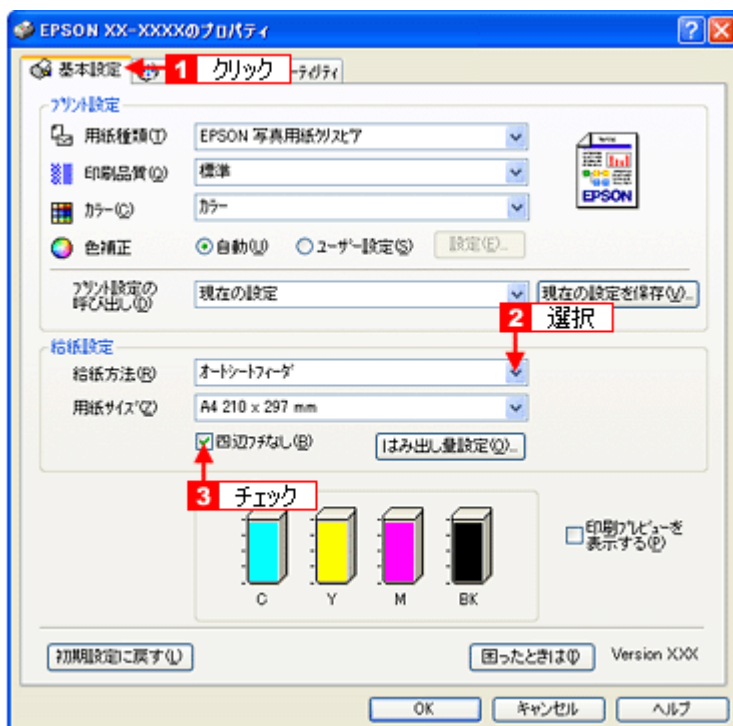 EPSON XX-XXXXのプロパティ
基本設定
1 クリック
ーティリティ
プリント設定
用紙種類(T)
EPSON 写真用紙クリスピア
印刷品質(Q)
標準
カラー(C)
カラー
EPSON
色補正
自動(U)
ユーザー設定(S)
設定(E)...
プリント設定の
呼び出し(D)
現在の設定
現在の設定を保存(V)...
2 選択
給紙設定
給紙方法(R)
オートシートフィーダ
用紙サイズ(Z)
A4 210 x 297 mm
四辺フチなし(B)
はみ出し量設定(O)...
3 チェック
C
Y
M
BK
印刷プレビューを
表示する(P)
初期設定に戻す(L)
困ったときは(I)
Version XXX
OK
キャンセル
ヘルプ